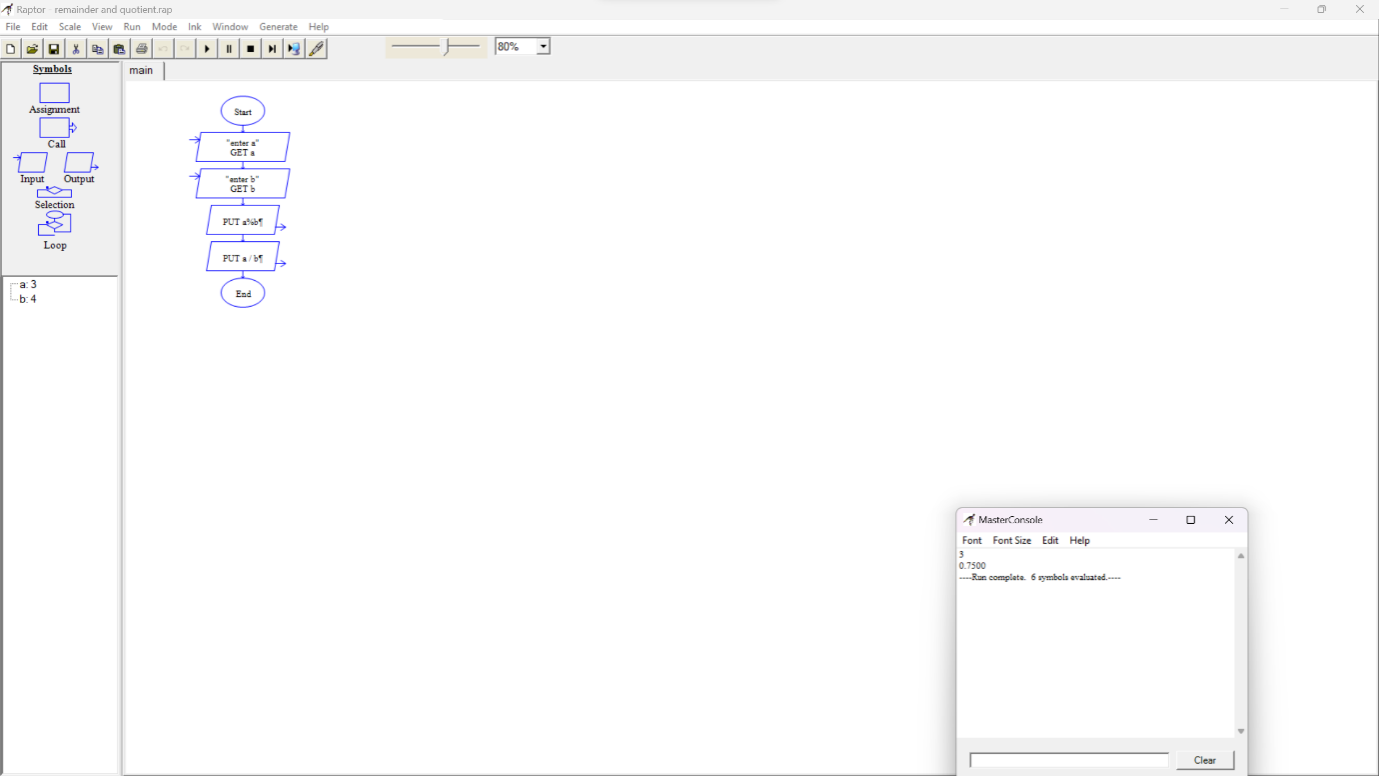 Raptor - remainder and quotient.rap
File Edit Scale View Run Mode Ink Window Generate Help
80%
Symbols
Assignment
Call
Input Output
Selection
Loop
a: 3
b: 4
main
Start
"enter a"
GET a
"enter b"
GET b
PUT a%b¶
PUT a / b¶
End
MasterConsole
Font Font Size Edit Help
3
0.7500
----Run complete. 6 symbols evaluated.----
Clear